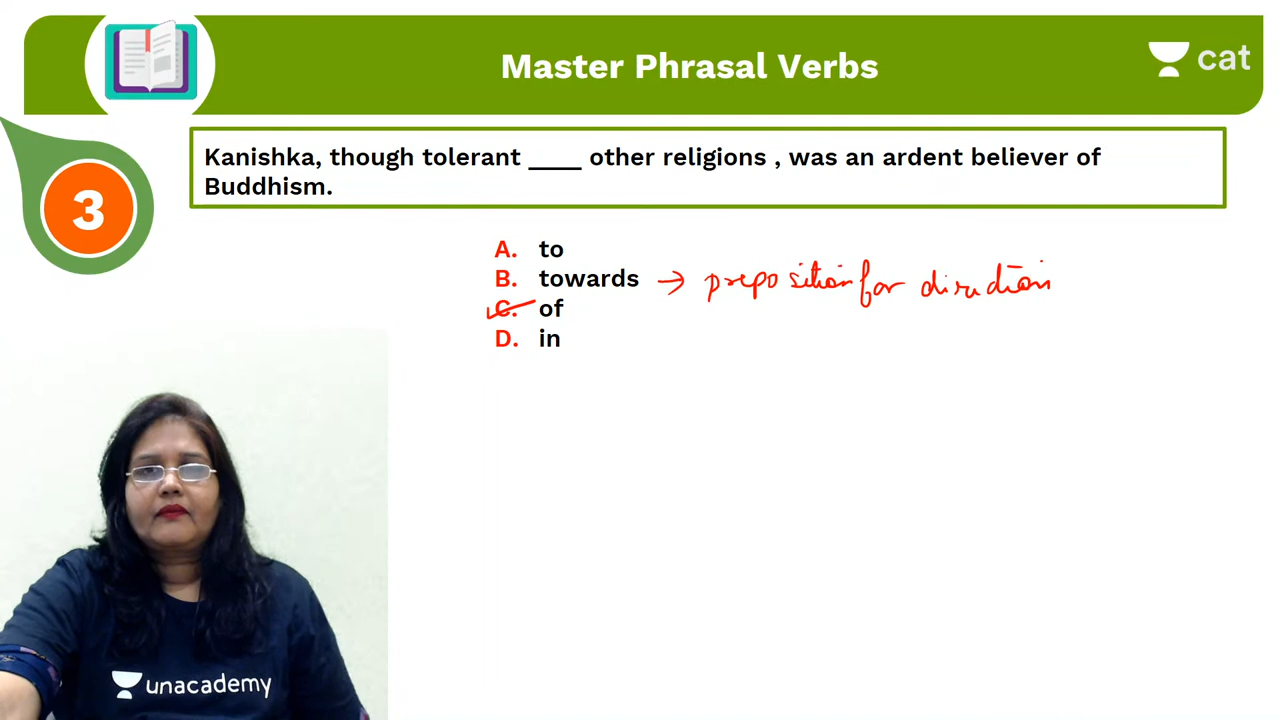 Master Phrasal Verbs
cat
3
Kanishka, though tolerant ____ other religions , was an ardent believer of
Buddhism.
A. to
B. towards → preposition for direction
C. of
D. in
unacademy